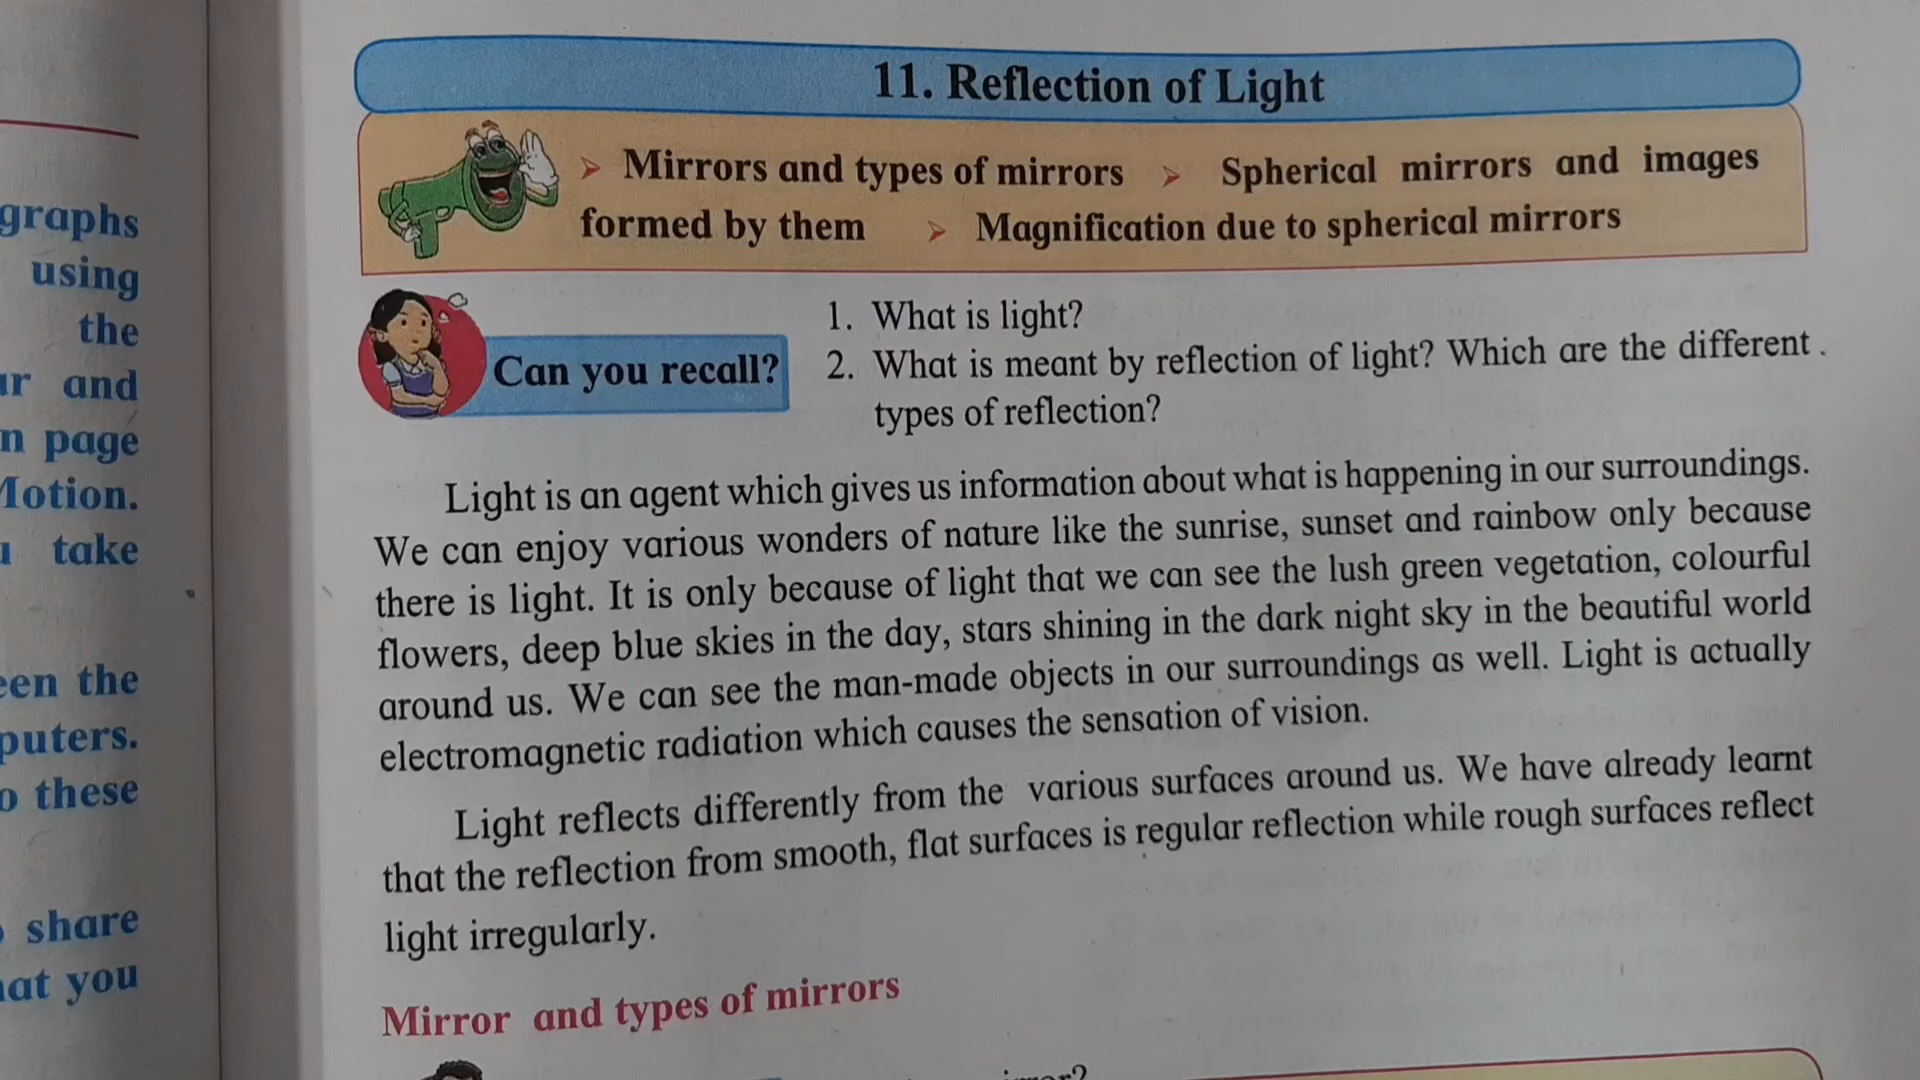 graphs
using
the
and
page
Motion.
take
the
these
share
you
11. Reflection of Light
➢ Mirrors and types of mirrors ➢ Spherical mirrors and images
formed by them ➢ Magnification due to spherical mirrors
Can you recall?
1. What is light?
2. What is meant by reflection of light? Which are the different
types of reflection?
Light is an agent which gives us information about what is happening in our surroundings.
We can enjoy various wonders of nature like the sunrise, sunset and rainbow only because
there is light. It is only because of light that we can see the lush green vegetation, colourful
flowers, deep blue skies in the day, stars shining in the dark night sky in the beautiful world
around us. We can see the man-made objects in our surroundings as well. Light is actually
electromagnetic radiation which causes the sensation of vision.
Light reflects differently from the various surfaces around us. We have already learnt
that the reflection from smooth, flat surfaces is regular reflection while rough surfaces reflect
light irregularly.
Mirror and types of mirrors